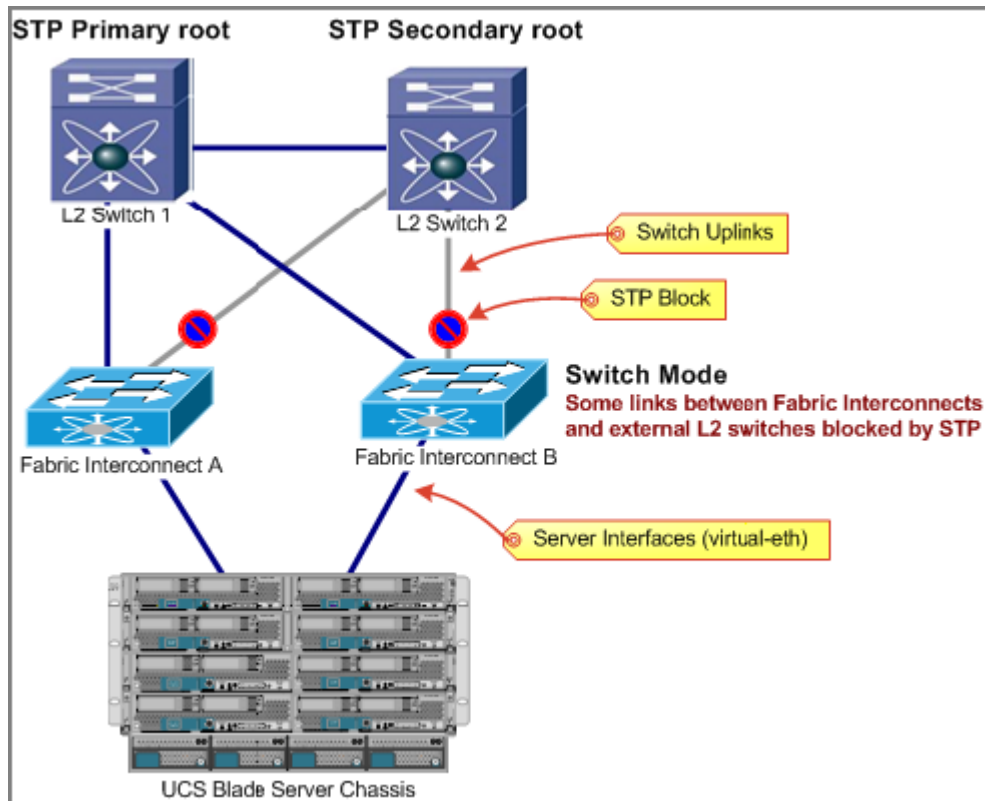 STP Primary root
STP Secondary root
L2 Switch 1
L2 Switch 2
Switch Uplinks
STP Block
Switch Mode
Some links between Fabric Interconnects
and external L2 switches blocked by STP
Fabric Interconnect A
Fabric Interconnect B
Server Interfaces (virtual-eth)
UCS Blade Server Chassis